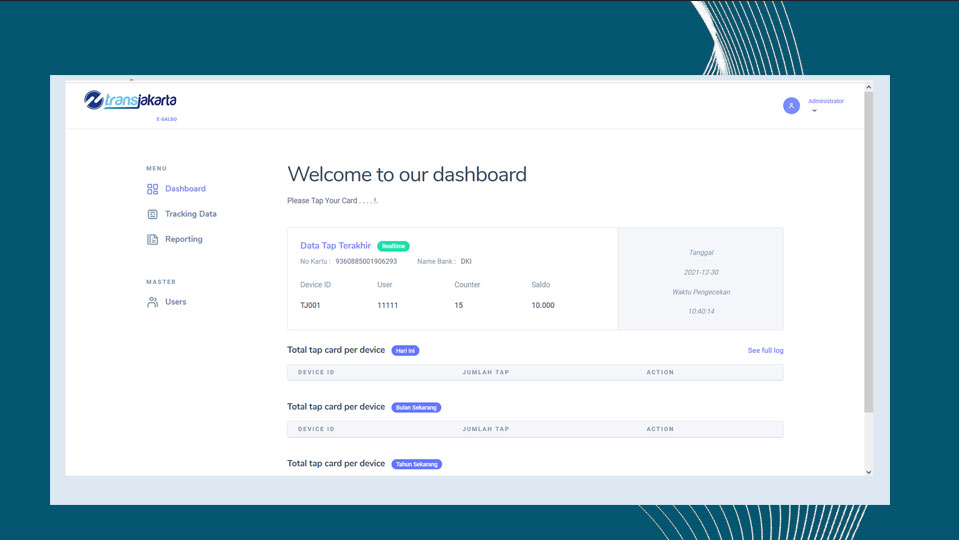 transjakarta
E-SALDO
Administrator
MENU
Dashboard
Tracking Data
Reporting
MASTER
Users
Welcome to our dashboard
Please Tap Your Card . . . . !.
Data Tap Terakhir Realtime
No Kartu : 9360885001906293 Name Bank : DKI
Device ID User Counter Saldo
TJ001 11111 15 10.000
Tanggal
2021-12-30
Waktu Pengecekan
10:40:14
Total tap card per device Hari Ini See full log
DEVICE ID JUMLAH TAP ACTION
Total tap card per device Bulan Sekarang
DEVICE ID JUMLAH TAP ACTION
Total tap card per device Tahun Sekarang